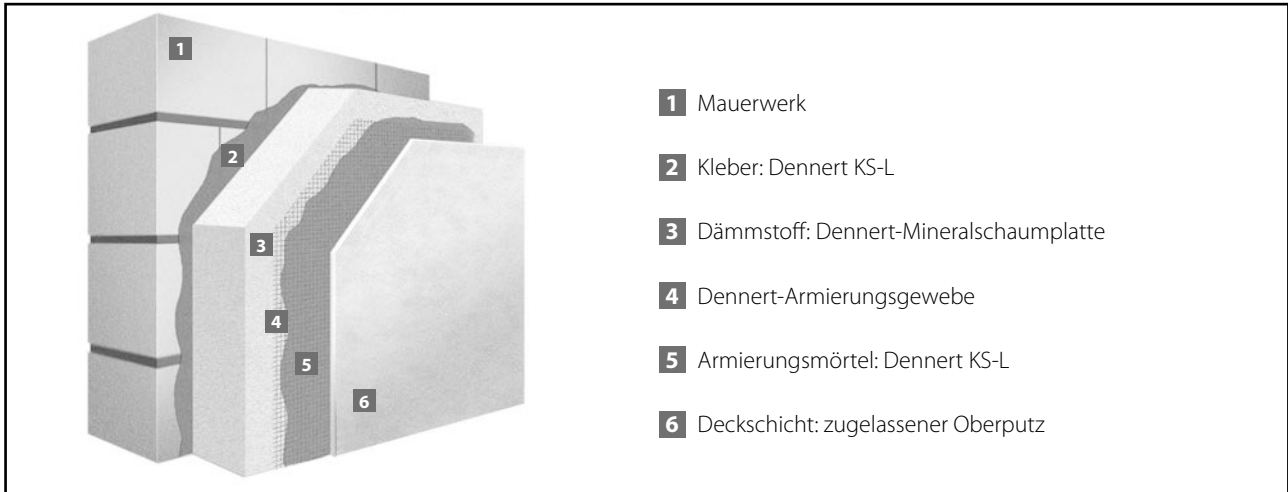 1
2
3
4
5
6
1 Mauerwerk
2 Kleber: Dennert KS-L
3 Dämmstoff: Dennert-Mineralschaumplatte
4 Dennert-Armierungsgewebe
5 Armierungsmörtel: Dennert KS-L
6 Deckschicht: zugelassener Oberputz